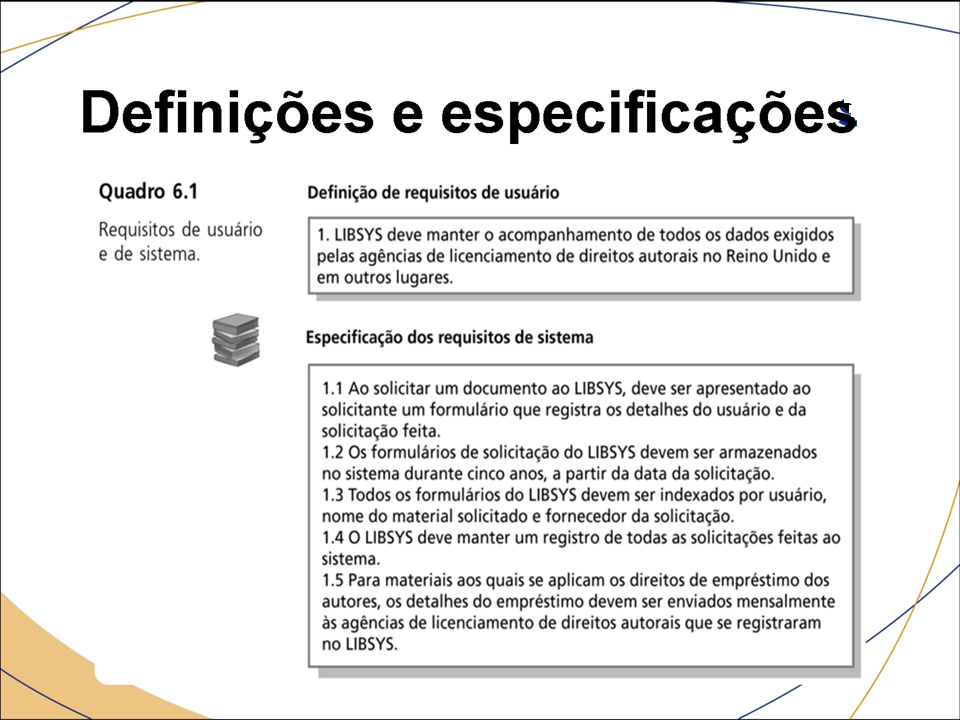 Definições e especificações
Quadro 6.1
Requisitos de usuário
e de sistema.
Definição de requisitos de usuário
1. LIBSYS deve manter o acompanhamento de todos os dados exigidos
pelas agências de licenciamento de direitos autorais no Reino Unido e
em outros lugares.
Especificação dos requisitos de sistema
1.1 Ao solicitar um documento ao LIBSYS, deve ser apresentado ao
solicitante um formulário que registra os detalhes do usuário e da
solicitação feita.
1.2 Os formulários de solicitação do LIBSYS devem ser armazenados
no sistema durante cinco anos, a partir da data da solicitação.
1.3 Todos os formulários do LIBSYS devem ser indexados por usuário,
nome do material solicitado e fornecedor da solicitação.
1.4 O LIBSYS deve manter um registro de todas as solicitações feitas ao
sistema.
1.5 Para materiais aos quais se aplicam os direitos de empréstimo dos
autores, os detalhes do empréstimo devem ser enviados mensalmente
às agências de licenciamento de direitos autorais que se registraram
no LIBSYS.